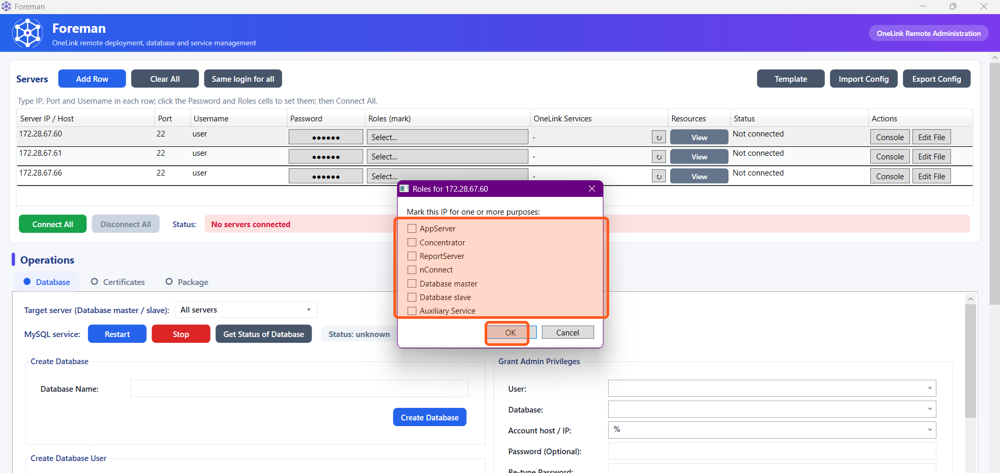 Foreman
Foreman
OneLink remote deployment, database and service management
OneLink Remote Administration
Servers
Add Row
Clear All
Same login for all
Template
Import Config
Export Config
Type IP, Port and Username in each row; click the Password and Roles cells to set them; then Connect All.
Server IP / Host Port Username Password Roles (mark) OneLink Services Resources Status Actions
172.28.67.60 22 user ●●●●●● Select... - ↻ View Not connected Console Edit File
172.28.67.61 22 user ●●●●●● Select... - ↻ View Not connected Console Edit File
172.28.67.66 22 user ●●●●●● Select... - ↻ View Not connected Console Edit File
Connect All
Disconnect All
Status:
No servers connected
Roles for 172.28.67.60
Mark this IP for one or more purposes:
AppServer
Concentrator
ReportServer
nConnect
Database master
Database slave
Auxiliary Service
OK
Cancel
Operations
Database
Certificates
Package
Target server (Database master / slave):
All servers
MySQL service:
Restart
Stop
Get Status of Database
Status: unknown
Create Database
Database Name:
Create Database
Create Database User
Grant Admin Privileges
User:
Database:
Account host / IP:
%
Password (Optional):
Re-type Password: